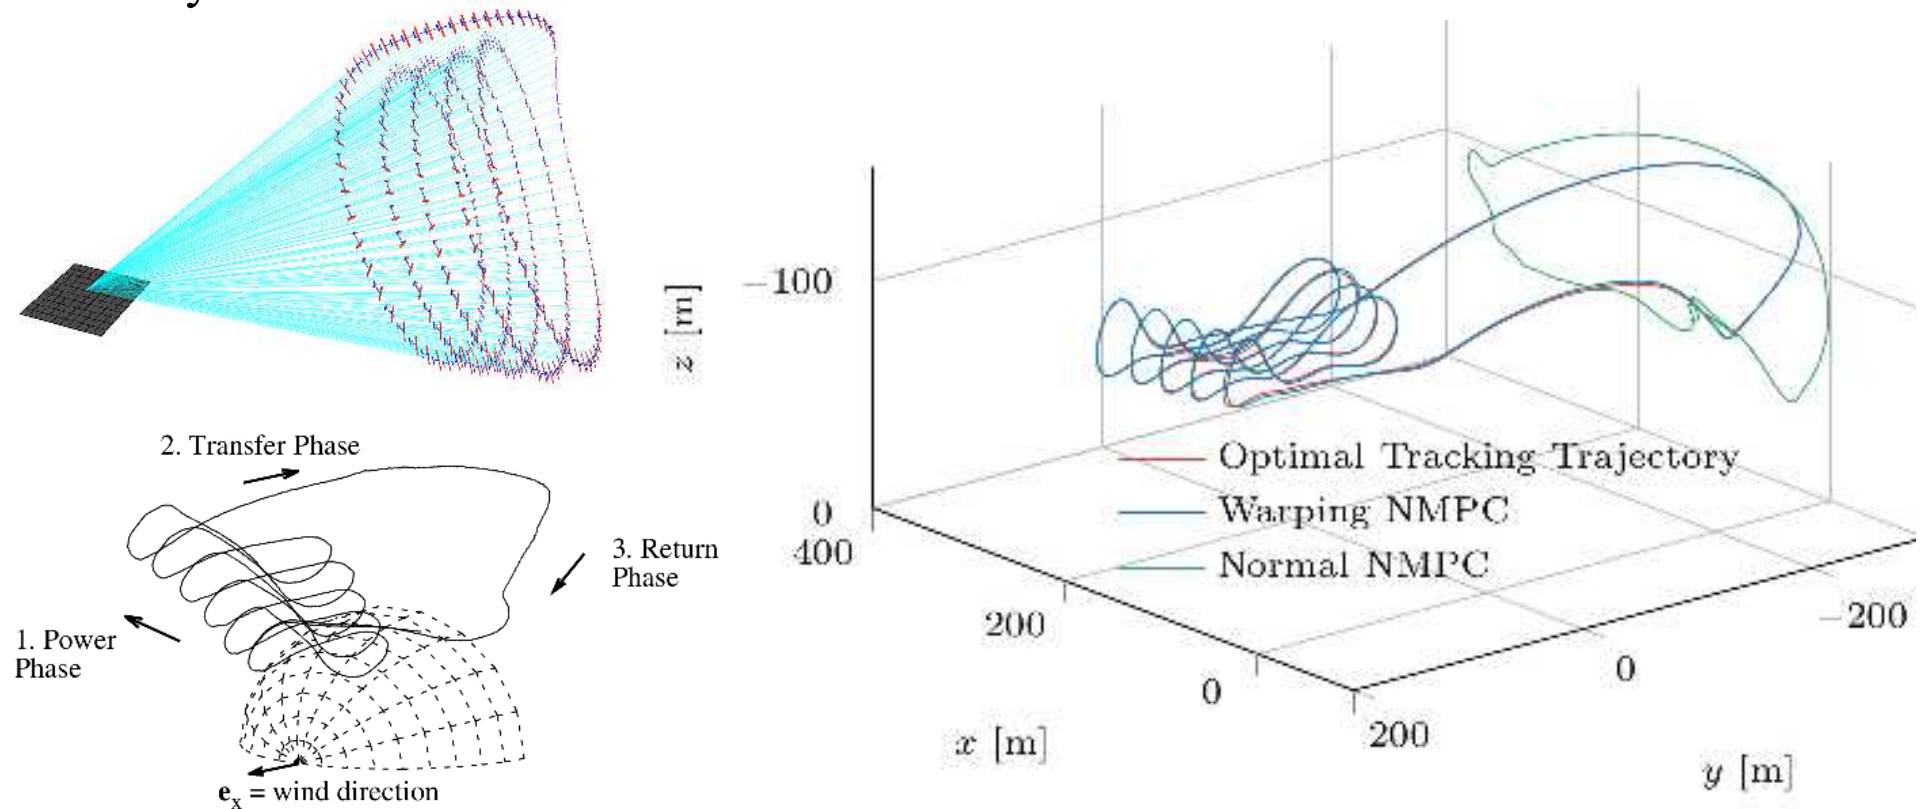 2. Transfer Phase
3. Return
Phase
1. Power
Phase
eₓ = wind direction
z [m]
−100
0
400
200
0
x [m]
200
0
−200
y [m]
Optimal Tracking Trajectory
Warping NMPC
Normal NMPC